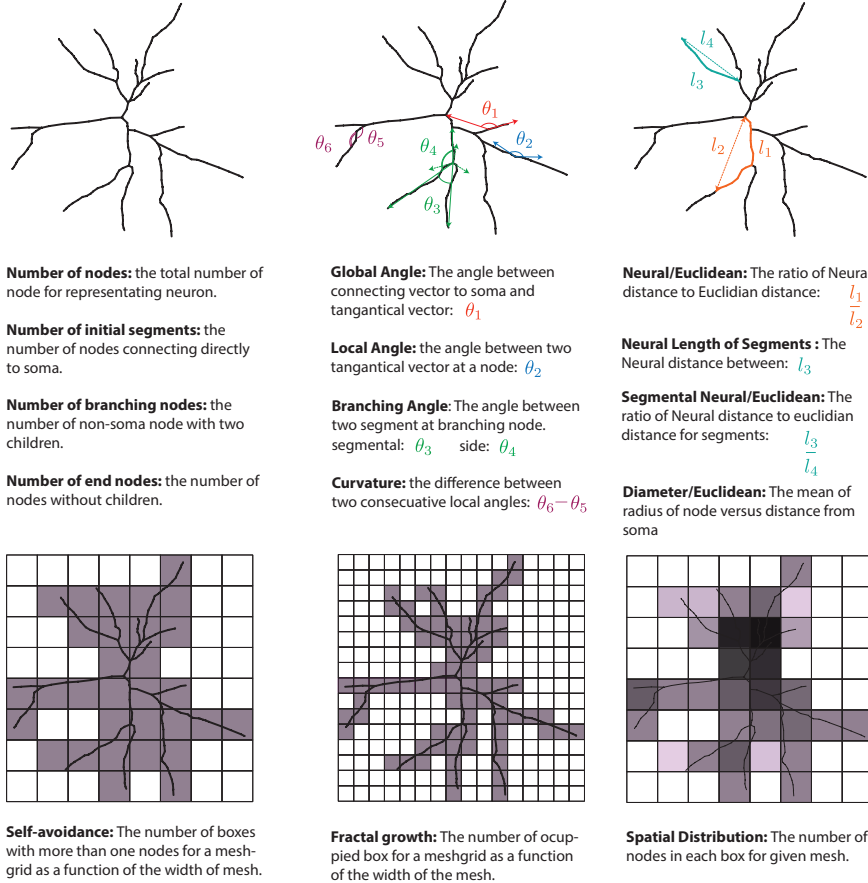 θ1
θ2
θ3
θ4
θ5
θ6
l4
l3
l2
l1
Number of nodes: the total number of
node for representating neuron.
Number of initial segments: the
number of nodes connecting directly
to soma.
Number of branching nodes: the
number of non-soma node with two
children.
Number of end nodes: the number of
nodes without children.
Global Angle: The angle between
connecting vector to soma and
tangantical vector: θ1
Local Angle: the angle between two
tangantical vector at a node: θ2
Branching Angle: The angle between
two segment at branching node.
segmental: θ3 side: θ4
Curvature: the difference between
two consecuative local angles: θ6−θ5
Neural/Euclidean: The ratio of Neura
distance to Euclidian distance: l1/l2
Neural Length of Segments : The
Neural distance between: l3
Segmental Neural/Euclidean: The
ratio of Neural distance to euclidian
distance for segments: l3/l4
Diameter/Euclidean: The mean of
radius of node versus distance from
soma
Self-avoidance: The number of boxes
with more than one nodes for a mesh-
grid as a function of the width of mesh.
Fractal growth: The number of ocup-
pied box for a meshgrid as a function
of the width of the mesh.
Spatial Distribution: The number of
nodes in each box for given mesh.